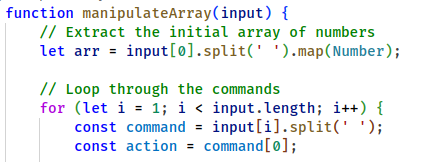 function manipulateArray(input) {
    // Extract the initial array of numbers
    let arr = input[0].split(' ').map(Number);

    // Loop through the commands
    for (let i = 1; i < input.length; i++) {
        const command = input[i].split(' ');
        const action = command[0];